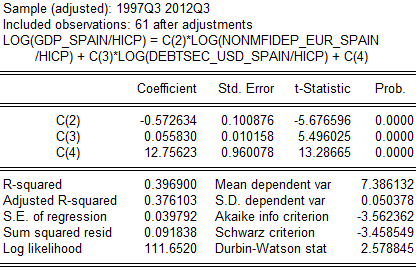 Sample (adjusted): 1997Q3 2012Q3
Included observations: 61 after adjustments
LOG(GDP_SPAIN/HICP) = C(2)*LOG(NONMFIDEP_EUR_SPAIN
/HICP) + C(3)*LOG(DEBTSEC_USD_SPAIN/HICP) + C(4)
Coefficient Std. Error t-Statistic Prob.
C(2) -0.572634 0.100876 -5.676596 0.0000
C(3) 0.055830 0.010158 5.496025 0.0000
C(4) 12.75623 0.960078 13.28665 0.0000
R-squared 0.396900 Mean dependent var 7.386132
Adjusted R-squared 0.376103 S.D. dependent var 0.050378
S.E. of regression 0.039792 Akaike info criterion -3.562362
Sum squared resid 0.091838 Schwarz criterion -3.458549
Log likelihood 111.6520 Durbin-Watson stat 2.578845